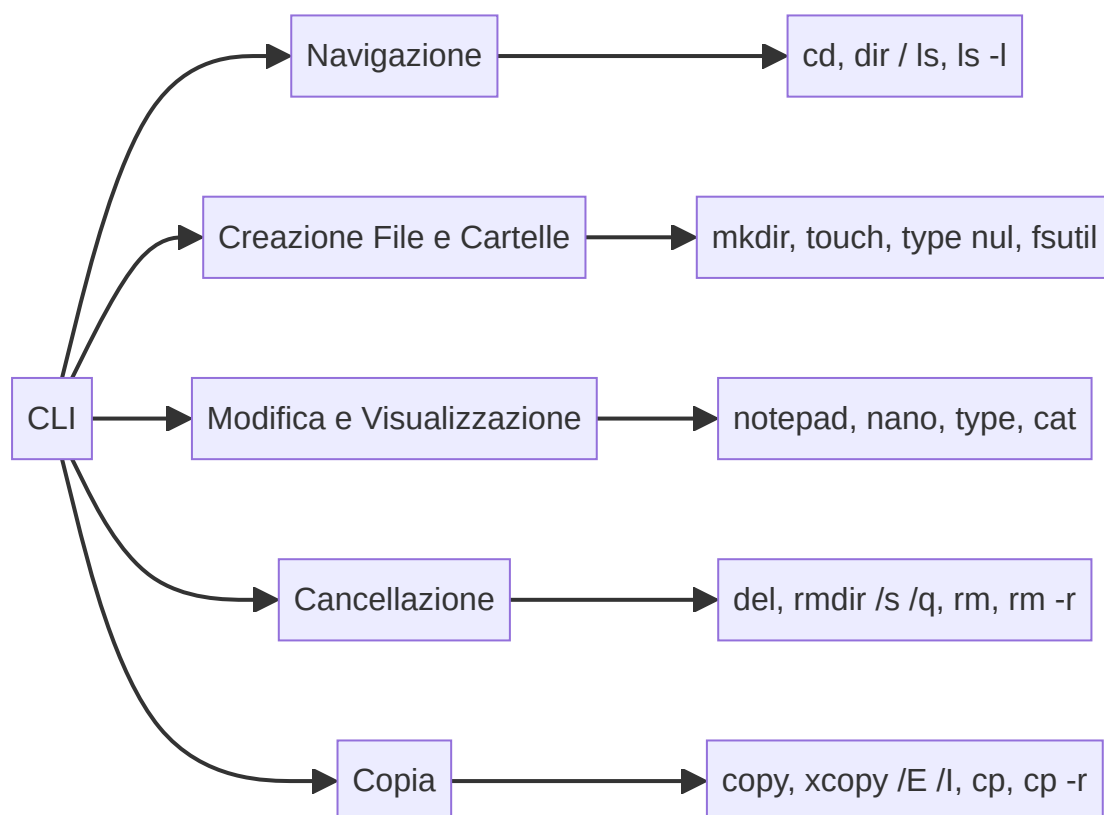 Navigazione
cd, dir / ls, ls -l
Creazione File e Cartelle
mkdir, touch, type nul, fsutil
CLI
Modifica e Visualizzazione
notepad, nano, type, cat
Cancellazione
del, rmdir /s /q, rm, rm -r
Copia
copy, xcopy /E /I, cp, cp -r